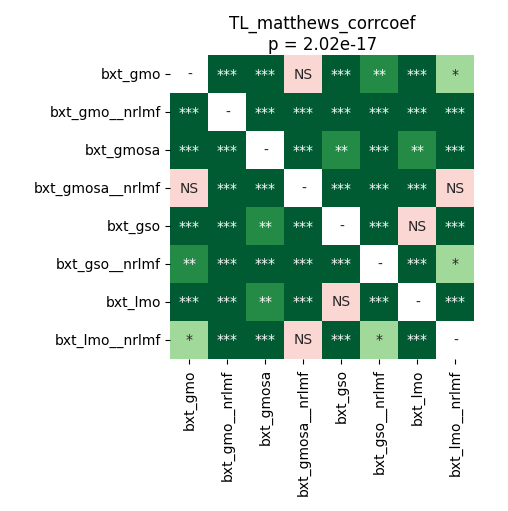 TL_matthews_corrcoef
p = 2.02e-17
bxt_gmo - *** *** NS *** ** *** *
bxt_gmo__nrlmf *** - *** *** *** *** *** ***
bxt_gmosa *** *** - *** ** *** ** ***
bxt_gmosa__nrlmf NS *** *** - *** *** *** NS
bxt_gso *** *** ** *** - *** NS ***
bxt_gso__nrlmf ** *** *** *** *** - *** *
bxt_lmo *** *** ** *** NS *** - ***
bxt_lmo__nrlmf * *** *** NS *** * *** -
bxt_gmo
bxt_gmo__nrlmf
bxt_gmosa
bxt_gmosa__nrlmf
bxt_gso
bxt_gso__nrlmf
bxt_lmo
bxt_lmo__nrlmf